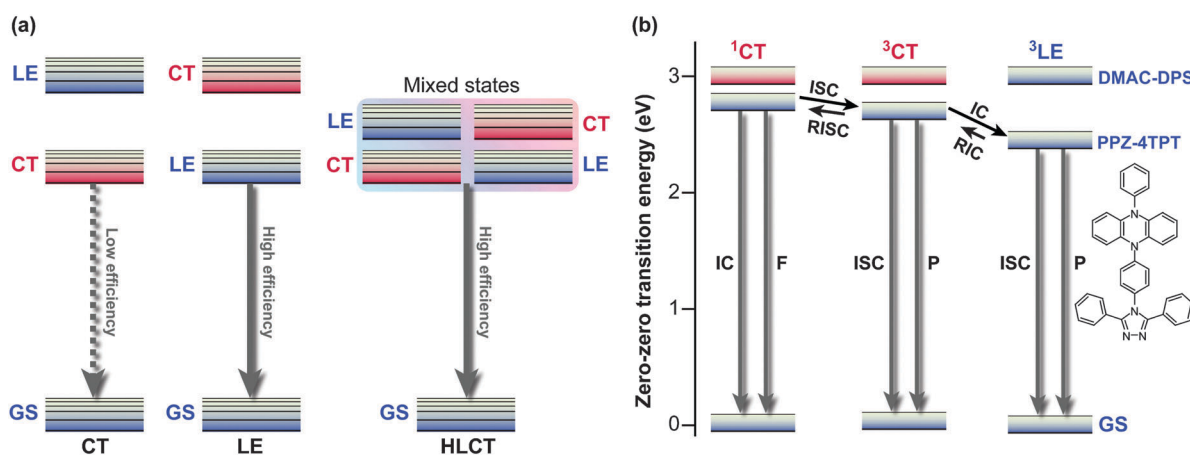 (a)
LE
CT
Low efficiency
GS
CT
CT
LE
High efficiency
GS
LE
Mixed states
LE
CT
CT
LE
High efficiency
GS
HLCT
(b)
Zero-zero transition energy (eV)
3
2
1
0
¹CT
³CT
³LE
DMAC-DPS
ISC
RISC
IC
RIC
PPZ-4TPT
IC
F
ISC
P
ISC
P
N
N
N
N N
GS